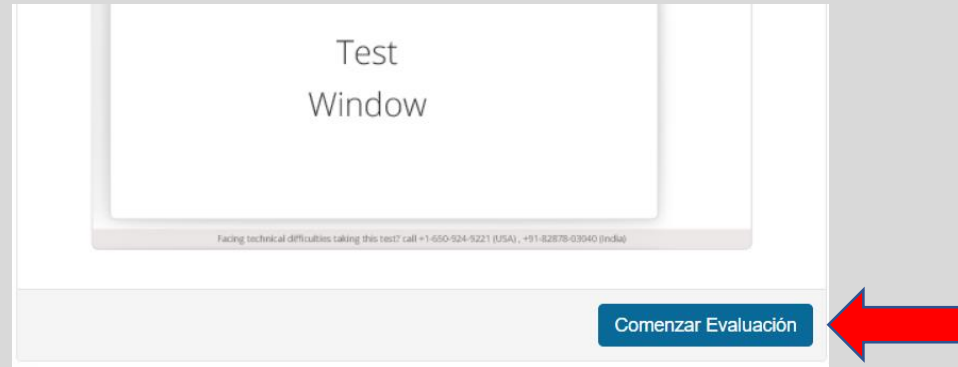 Test
Window
Facing technical difficulties taking this test? call +1-650-924-9221 (USA) , +91-82878-03040 (India)
Comenzar Evaluación